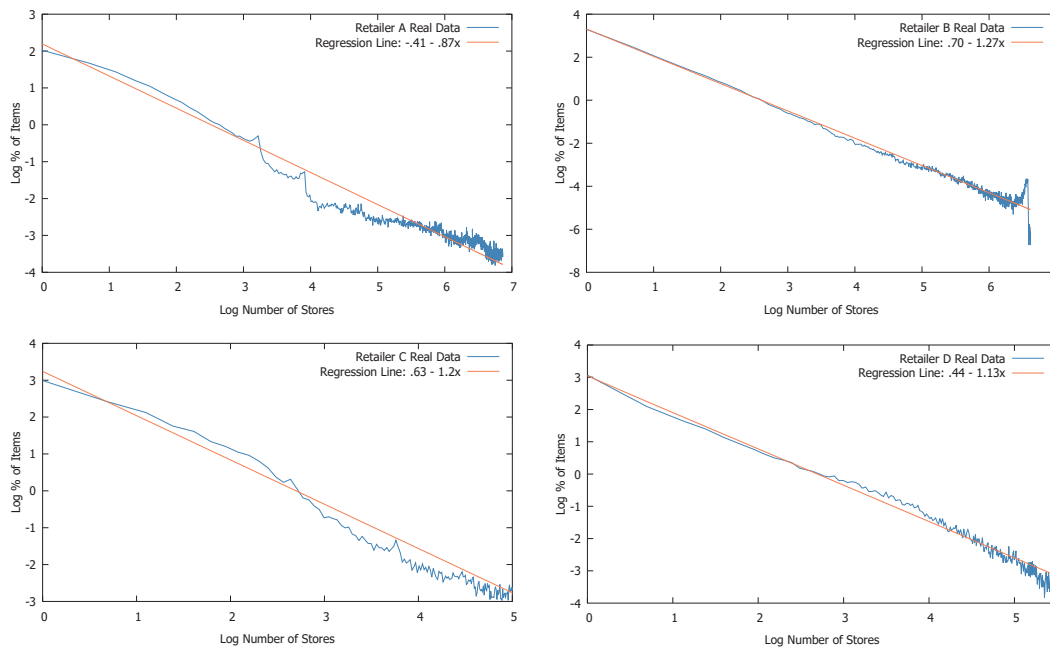 Retailer A Real Data
Regression Line: -.41 - .87x
3
2
1
0
-1
-2
-3
-4
Log % of Items
0 1 2 3 4 5 6 7
Log Number of Stores
Retailer B Real Data
Regression Line: .70 - 1.27x
4
2
0
-2
-4
-6
-8
Log % of Items
0 1 2 3 4 5 6
Log Number of Stores
Retailer C Real Data
Regression Line: .63 - 1.2x
4
3
2
1
0
-1
-2
-3
Log % of Items
0 1 2 3 4 5
Log Number of Stores
Retailer D Real Data
Regression Line: .44 - 1.13x
4
3
2
1
0
-1
-2
-3
-4
Log % of Items
0 1 2 3 4 5
Log Number of Stores